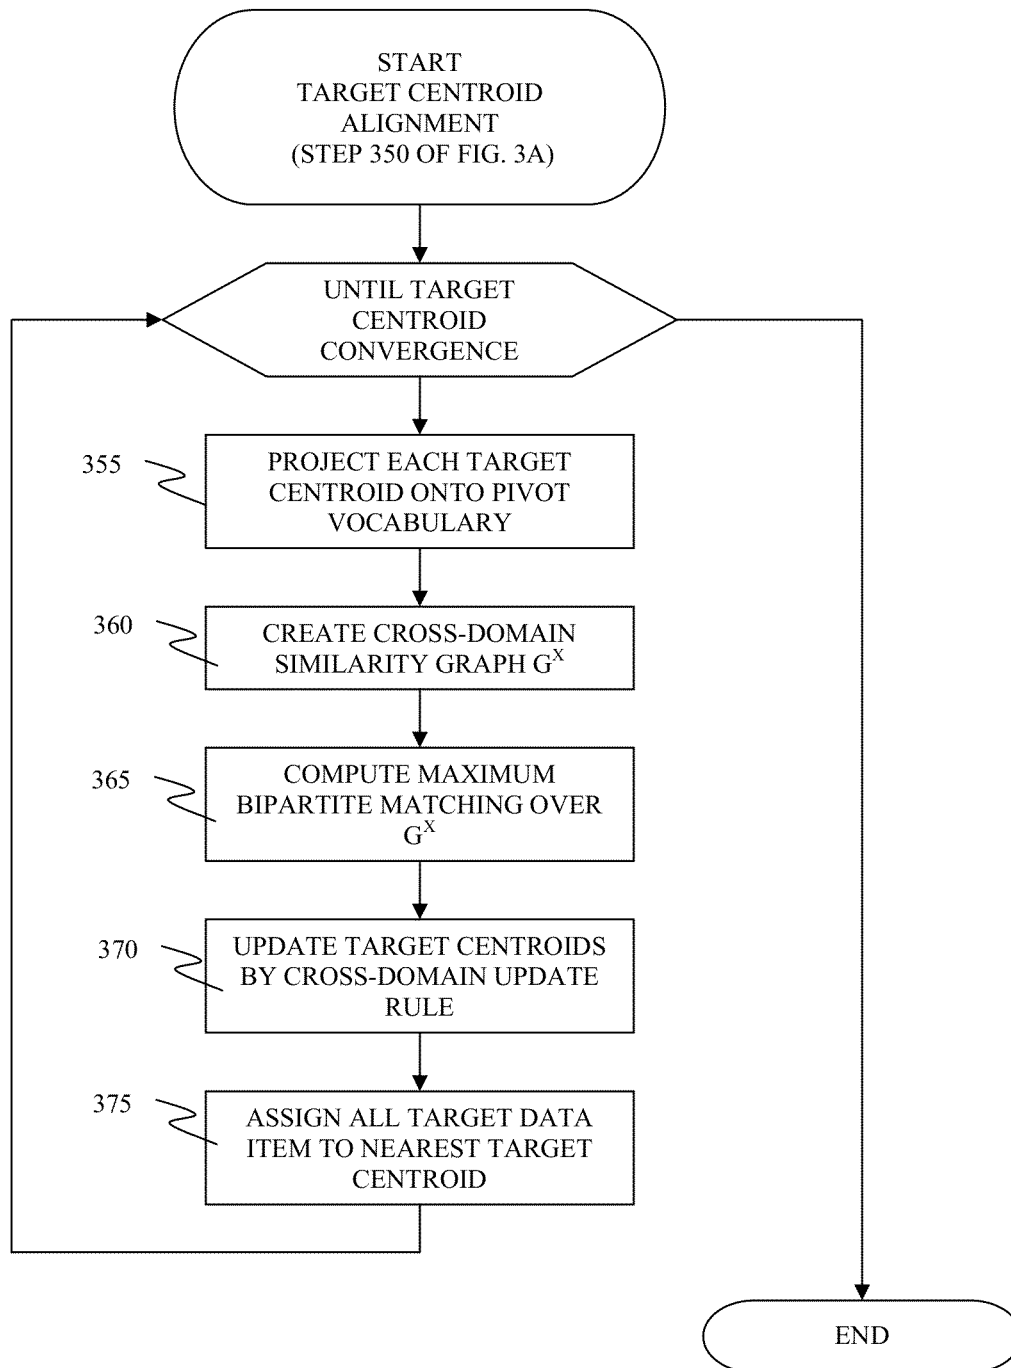 START
TARGET CENTROID
ALIGNMENT
(STEP 350 OF FIG. 3A)
UNTIL TARGET
CENTROID
CONVERGENCE
355
PROJECT EACH TARGET
CENTROID ONTO PIVOT
VOCABULARY
360
CREATE CROSS-DOMAIN
SIMILARITY GRAPH G^X
365
COMPUTE MAXIMUM
BIPARTITE MATCHING OVER
G^X
370
UPDATE TARGET CENTROIDS
BY CROSS-DOMAIN UPDATE
RULE
375
ASSIGN ALL TARGET DATA
ITEM TO NEAREST TARGET
CENTROID
END